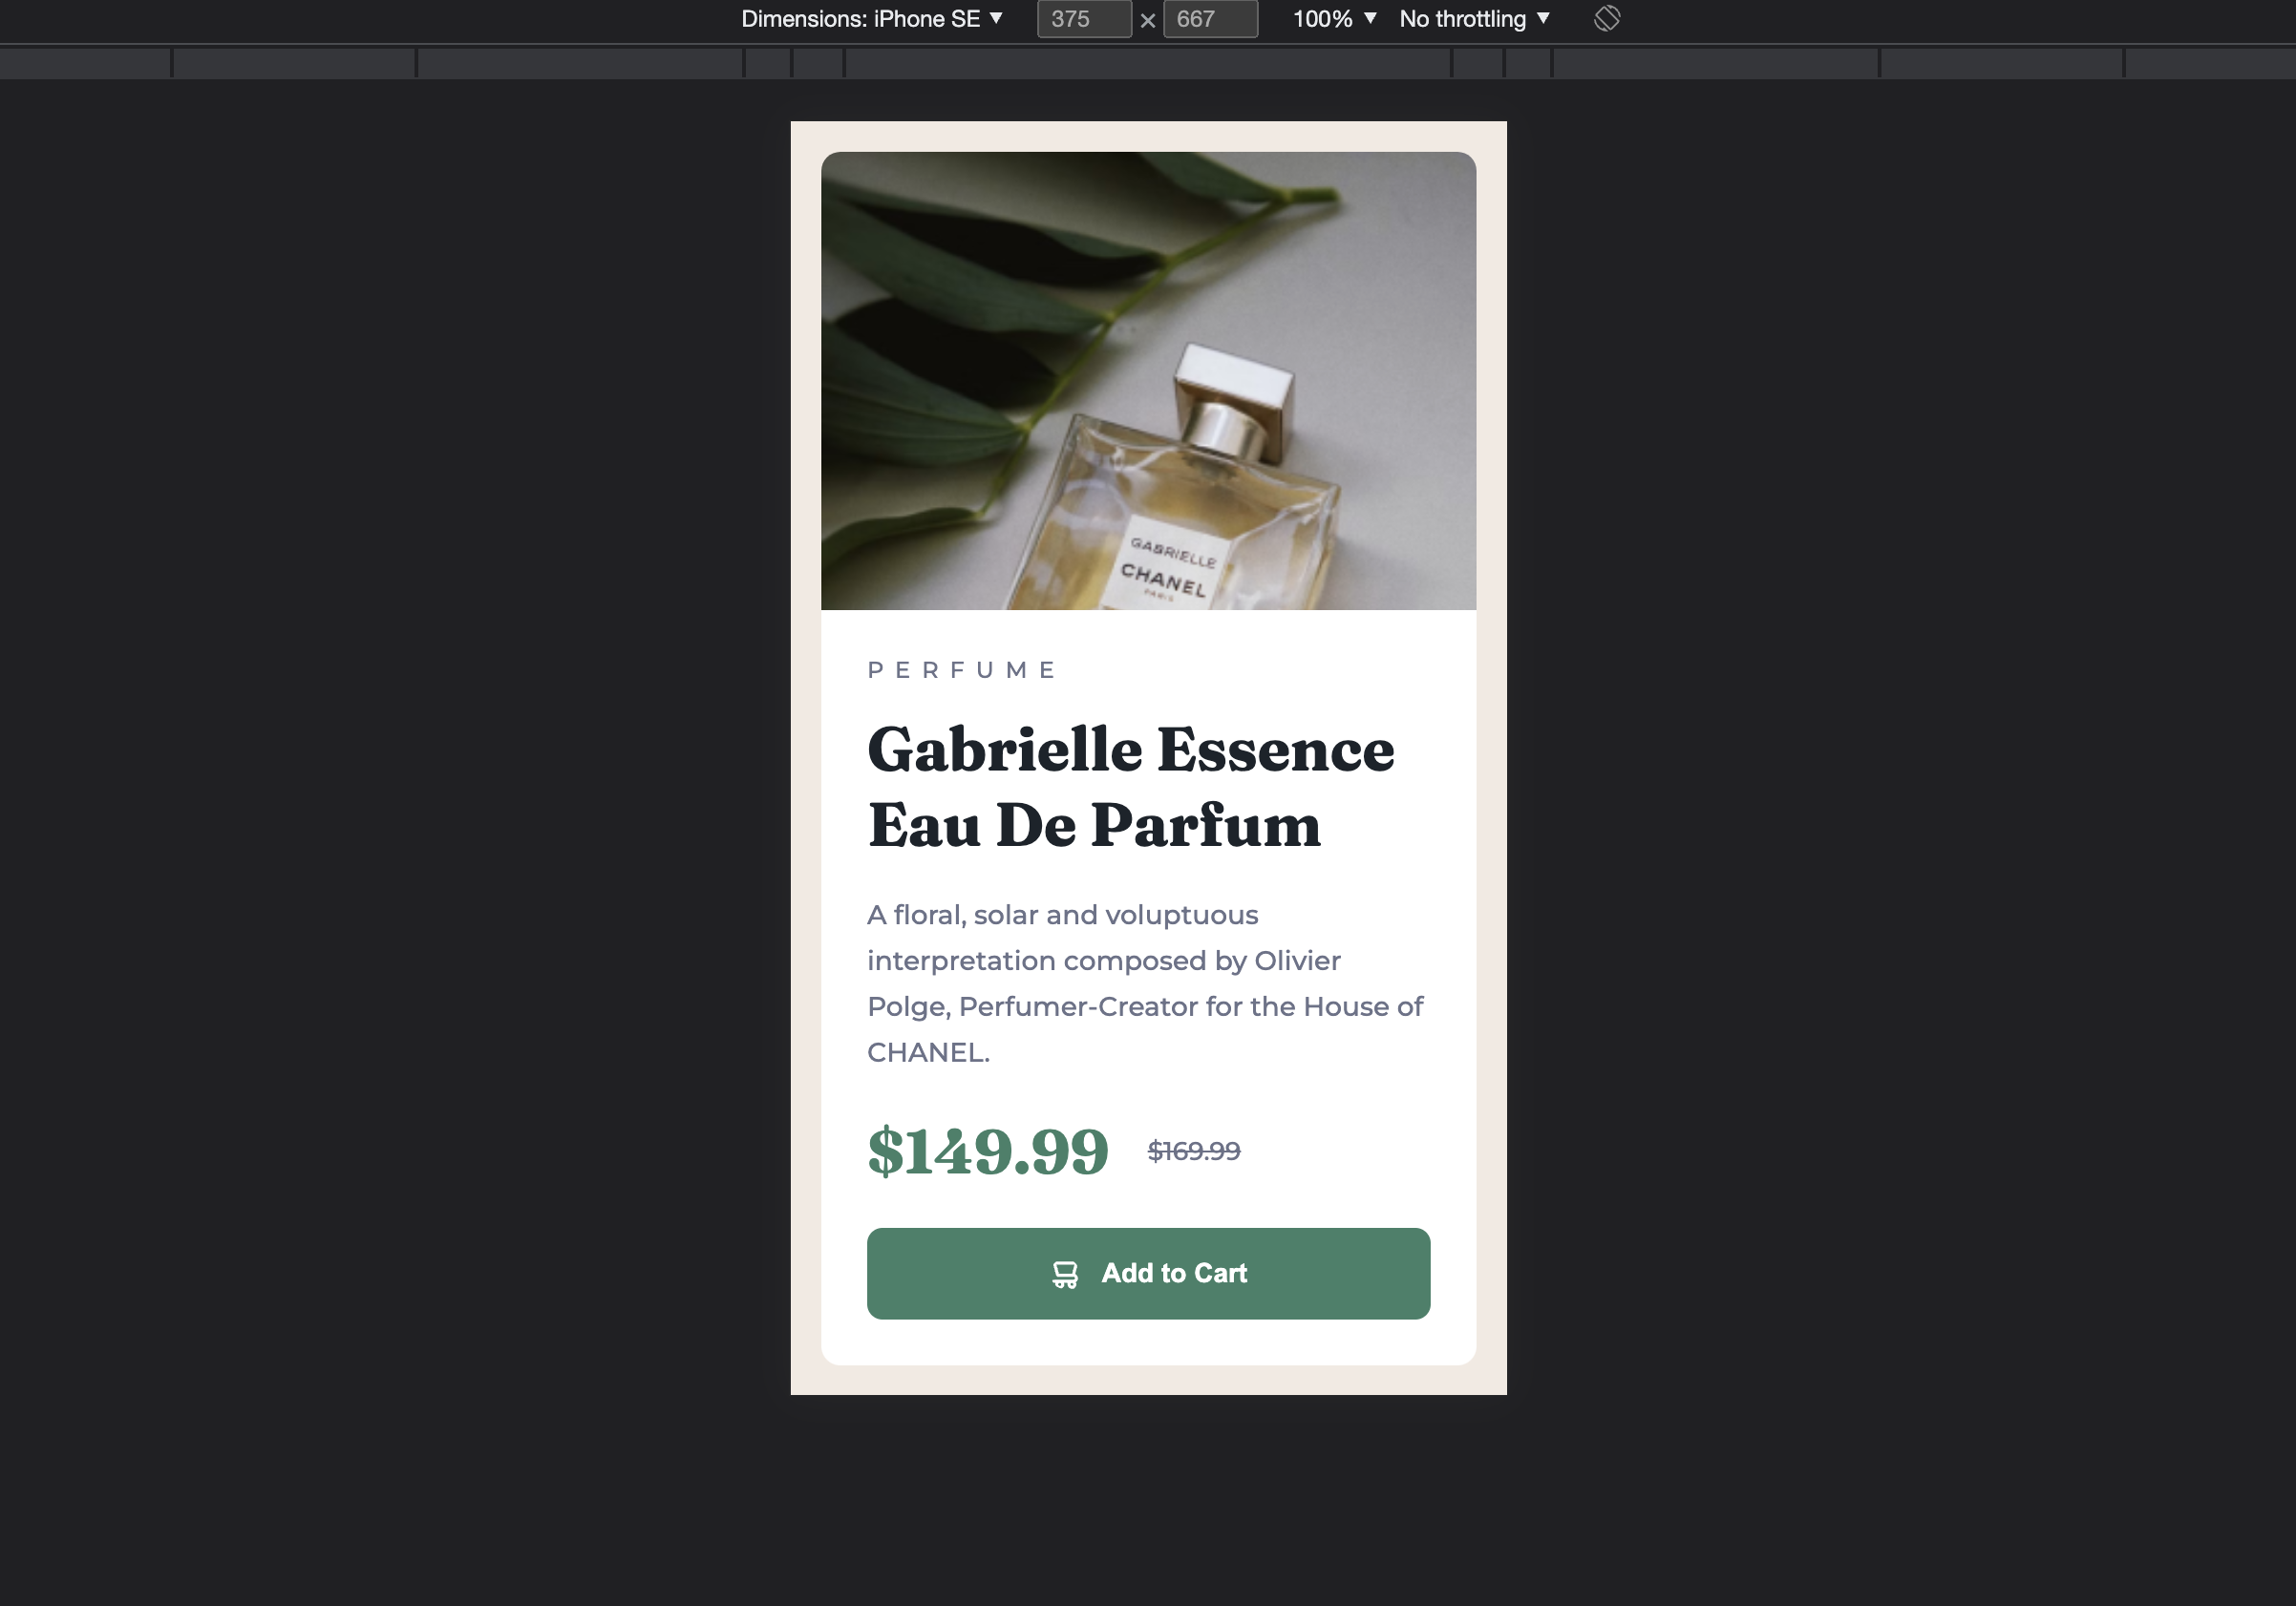 Dimensions: iPhone SE ▼ 375 × 667 100% ▼ No throttling ▼
GABRIELLE
CHANEL
PARIS
PERFUME
Gabrielle Essence
Eau De Parfum
A floral, solar and voluptuous
interpretation composed by Olivier
Polge, Perfumer-Creator for the House of
CHANEL.
$149.99 $169.99
Add to Cart